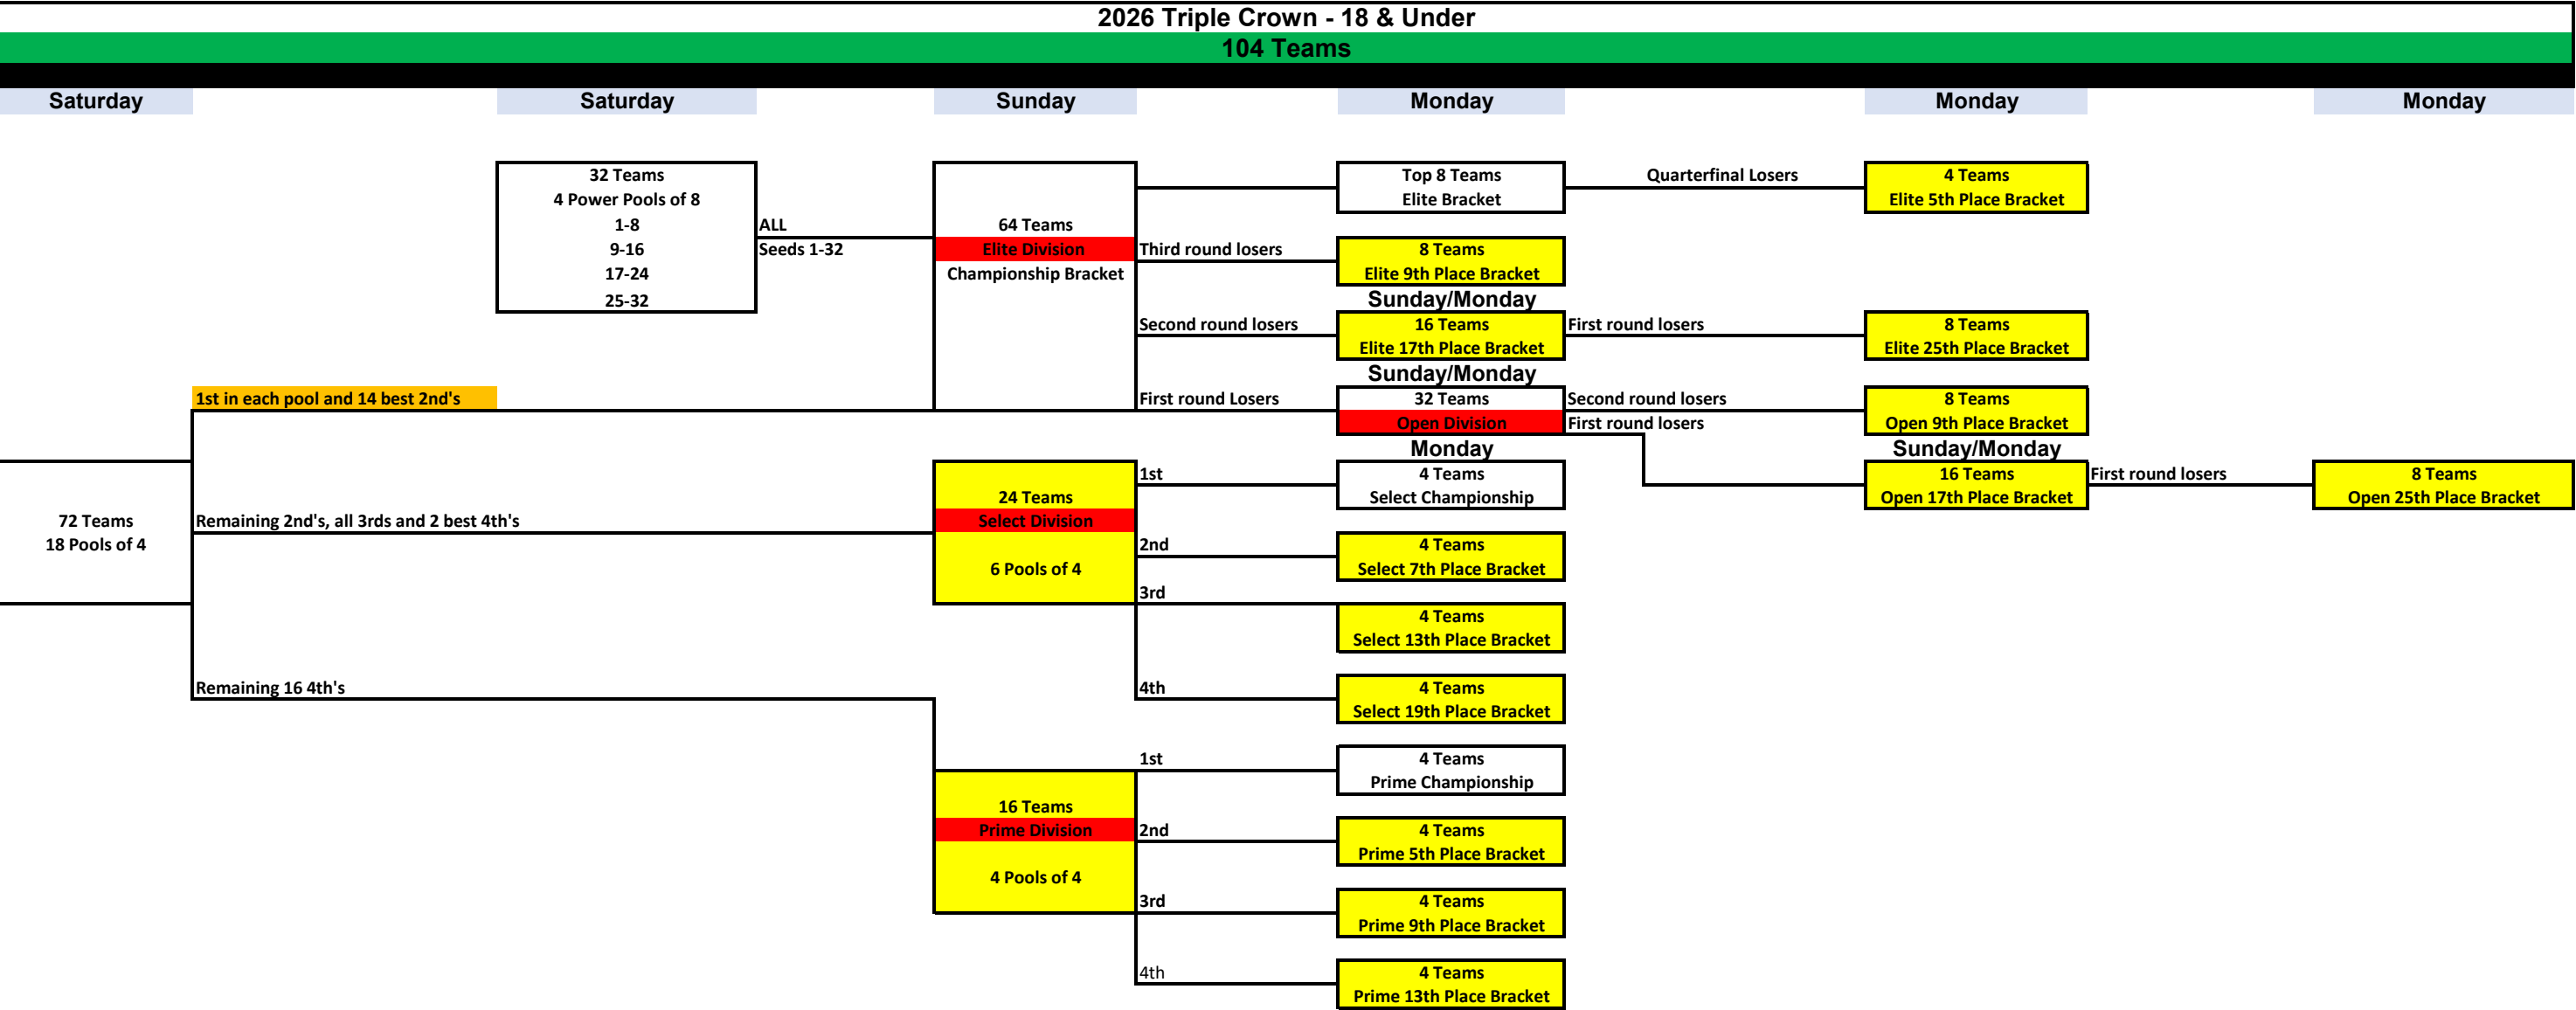 2026 Triple Crown - 18 & Under
104 Teams
Saturday
Saturday
Sunday
Monday
Monday
Monday
32 Teams
4 Power Pools of 8
1-8
9-16
17-24
25-32
ALL
Seeds 1-32
64 Teams
Elite Division
Championship Bracket
Top 8 Teams
Elite Bracket
Quarterfinal Losers
4 Teams
Elite 5th Place Bracket
Third round losers
8 Teams
Elite 9th Place Bracket
Sunday/Monday
Second round losers
16 Teams
Elite 17th Place Bracket
First round losers
8 Teams
Elite 25th Place Bracket
Sunday/Monday
1st in each pool and 14 best 2nd's
First round Losers
32 Teams
Open Division
Second round losers
First round losers
8 Teams
Open 9th Place Bracket
Monday
Sunday/Monday
72 Teams
18 Pools of 4
Remaining 2nd's, all 3rds and 2 best 4th's
24 Teams
Select Division
6 Pools of 4
1st
4 Teams
Select Championship
16 Teams
Open 17th Place Bracket
First round losers
8 Teams
Open 25th Place Bracket
2nd
4 Teams
Select 7th Place Bracket
3rd
4 Teams
Select 13th Place Bracket
Remaining 16 4th's
4th
4 Teams
Select 19th Place Bracket
16 Teams
Prime Division
4 Pools of 4
1st
4 Teams
Prime Championship
2nd
4 Teams
Prime 5th Place Bracket
3rd
4 Teams
Prime 9th Place Bracket
4th
4 Teams
Prime 13th Place Bracket